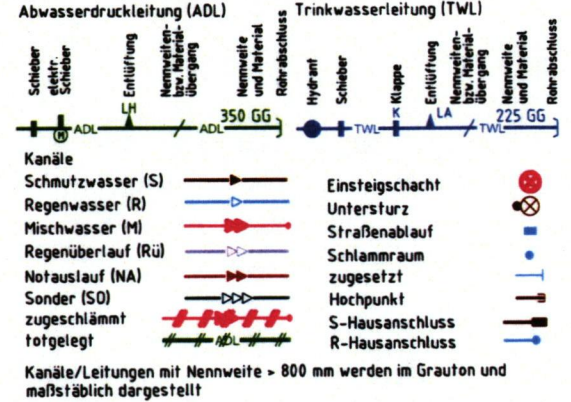 Abwasserdruckleitung (ADL)
Schieber
elektr. Schieber
Entlüftung
Nennweiten-
bzw. Material-
übergang
Nennweite
und Material
Rohrabschluss
M
ADL
LH
ADL
350 GG
Trinkwasserleitung (TWL)
Hydrant
Schieber
Klappe
Entlüftung
Nennweiten-
bzw. Material-
übergang
Nennweite
und Material
Rohrabschluss
TWL
K
LA
TWL
225 GG
Kanäle
Schmutzwasser (S)
Regenwasser (R)
Mischwasser (M)
Regenüberlauf (Rü)
Notauslauf (NA)
Sonder (SO)
zugeschlämmt
totgelegt
ADL
Einsteigschacht
Untersturz
Straßenablauf
Schlammraum
zugesetzt
Hochpunkt
S-Hausanschluss
R-Hausanschluss
Kanäle/Leitungen mit Nennweite > 800 mm werden im Grauton und
maßstäblich dargestellt